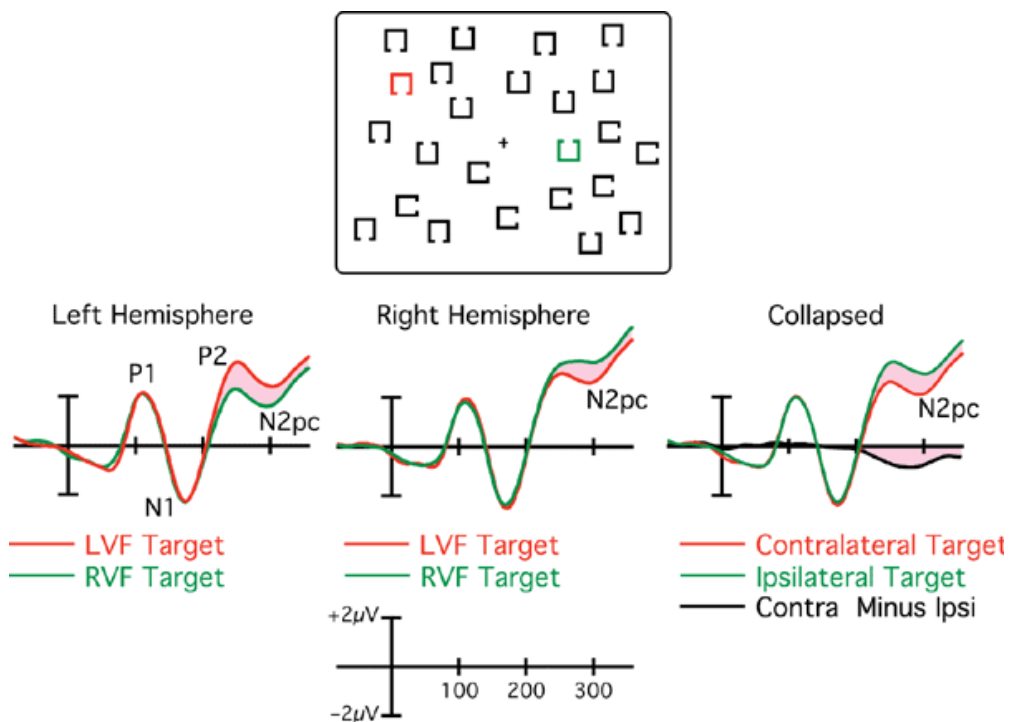 Left Hemisphere
P1
P2
N2pc
N1
LVF Target
RVF Target
Right Hemisphere
N2pc
LVF Target
RVF Target
Collapsed
N2pc
Contralateral Target
Ipsilateral Target
Contra Minus Ipsi
+2µV
100 200 300
-2µV